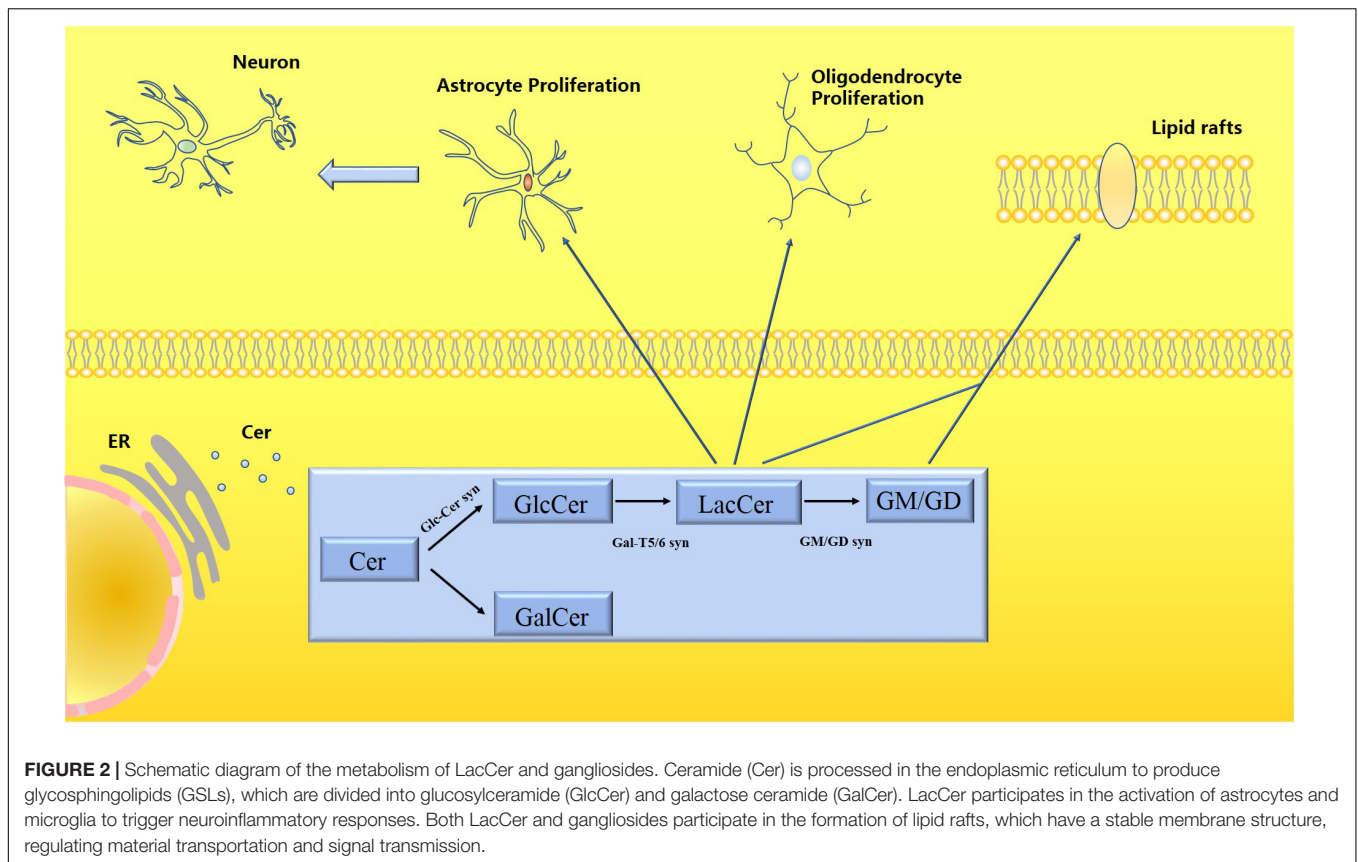 Neuron
Astrocyte Proliferation
Oligodendrocyte
Proliferation
Lipid rafts
ER
Cer
Glc-Cer syn
GlcCer
LacCer
GM/GD
Gal-T5/6 syn
GM/GD syn
Cer
GalCer
FIGURE 2 | Schematic diagram of the metabolism of LacCer and gangliosides. Ceramide (Cer) is processed in the endoplasmic reticulum to produce
glycosphingolipids (GSLs), which are divided into glucosylceramide (GlcCer) and galactose ceramide (GalCer). LacCer participates in the activation of astrocytes and
microglia to trigger neuroinflammatory responses. Both LacCer and gangliosides participate in the formation of lipid rafts, which have a stable membrane structure,
regulating material transportation and signal transmission.